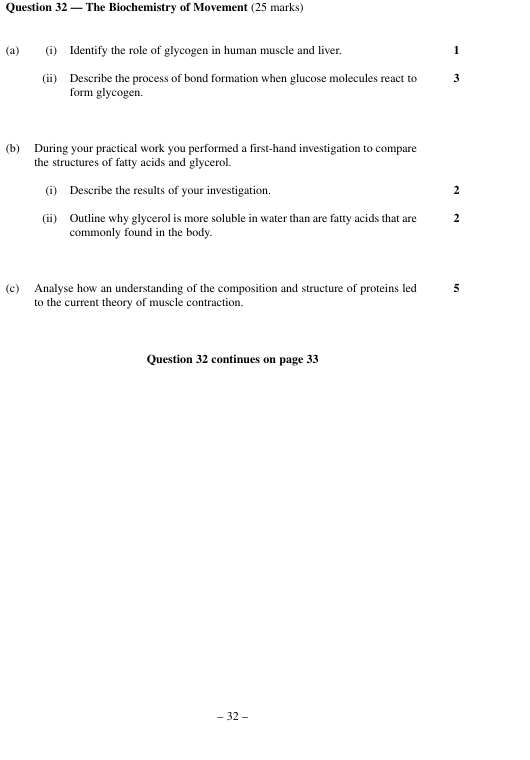 Question 32 — The Biochemistry of Movement (25 marks)
(a) (i) Identify the role of glycogen in human muscle and liver. 1
(ii) Describe the process of bond formation when glucose molecules react to 3
form glycogen.
(b) During your practical work you performed a first-hand investigation to compare
the structures of fatty acids and glycerol.
(i) Describe the results of your investigation. 2
(ii) Outline why glycerol is more soluble in water than are fatty acids that are 2
commonly found in the body.
(c) Analyse how an understanding of the composition and structure of proteins led 5
to the current theory of muscle contraction.
Question 32 continues on page 33
– 32 –